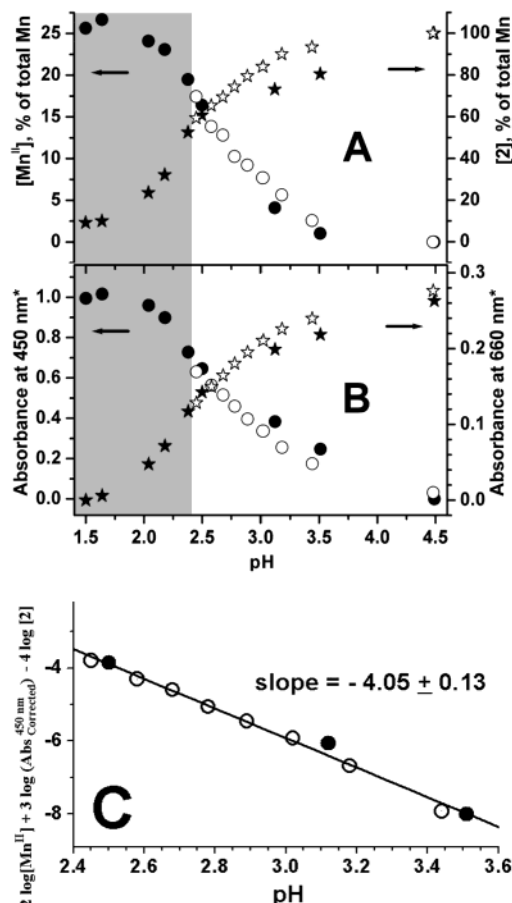 [Mn^II], % of total Mn
25
20
15
10
5
0
A
100
80
60
40
20
0
[2], % of total Mn
Absorbance at 450 nm*
1.0
0.8
0.6
0.4
0.2
0.0
B
0.3
0.2
0.1
0.0
Absorbance at 660 nm*
1.5 2.0 2.5 3.0 3.5 4.0 4.5
pH
2 log[Mn^II] + 3 log (Abs^450 nm_Corrected) - 4 log [2]
-4
-6
-8
slope = - 4.05 ± 0.13
C
2.4 2.6 2.8 3.0 3.2 3.4 3.6
pH